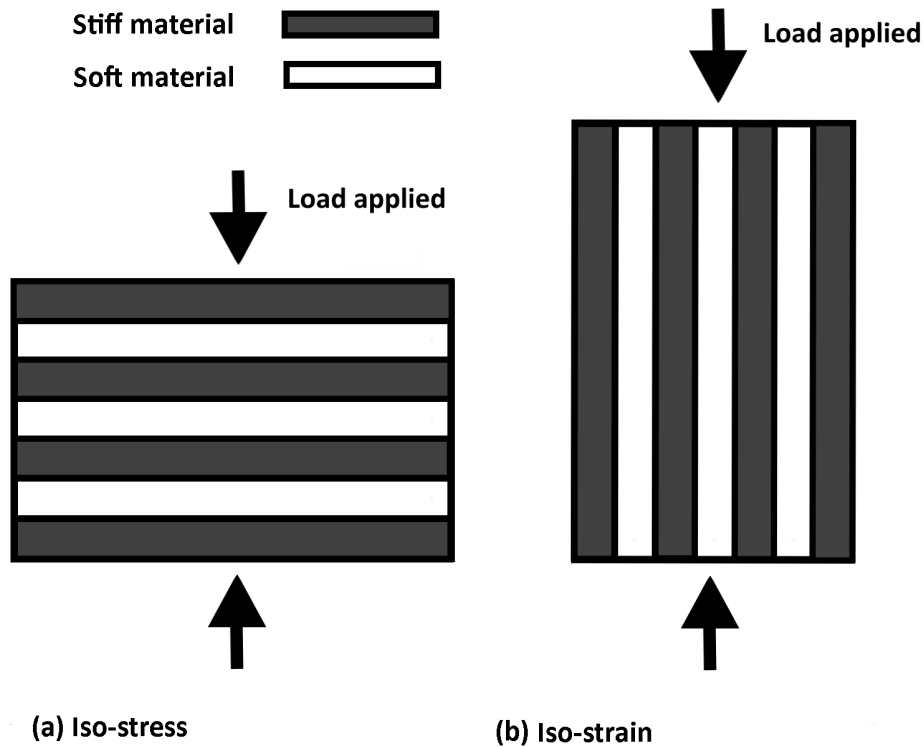 Stiff material
Soft material
Load applied
Load applied
(a) Iso-stress
(b) Iso-strain